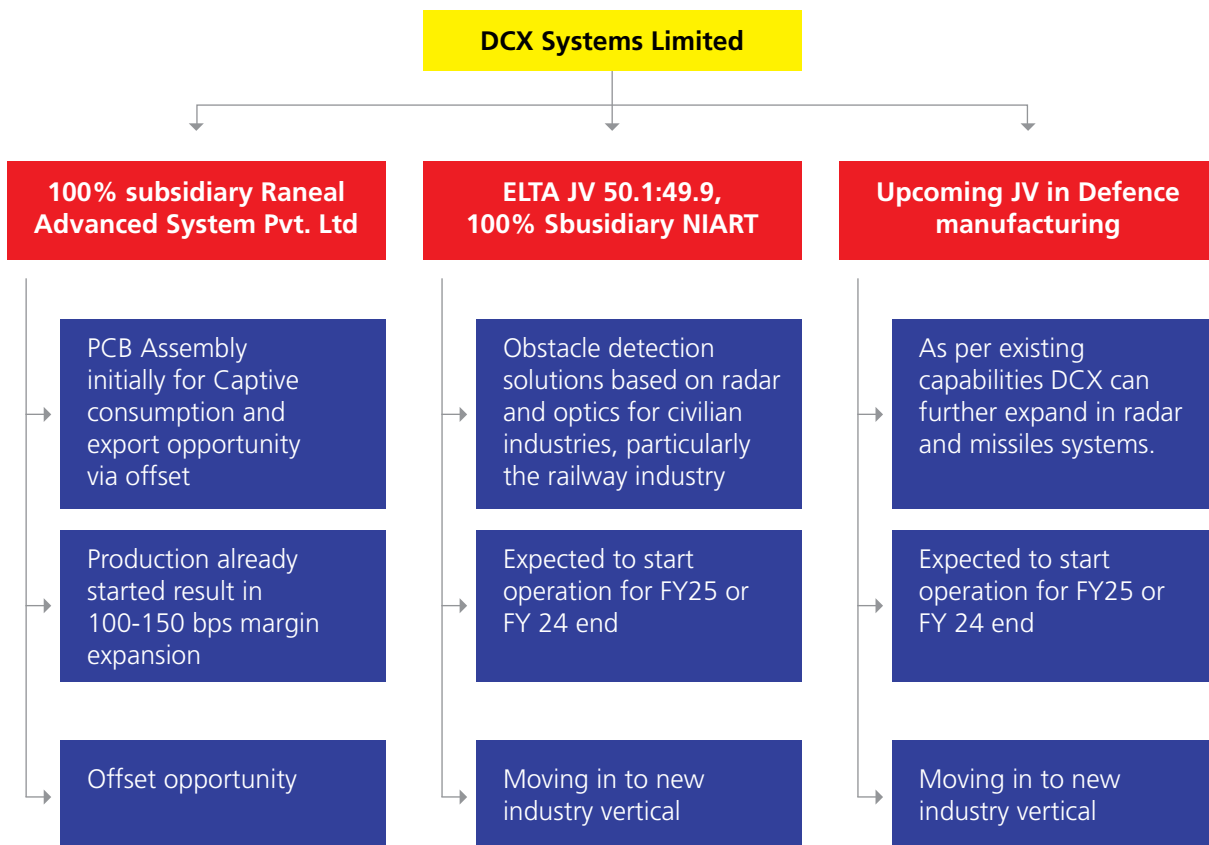 DCX Systems Limited
100% subsidiary Raneal
Advanced System Pvt. Ltd
PCB Assembly
initially for Captive
consumption and
export opportunity
via offset
Production already
started result in
100-150 bps margin
expansion
Offset opportunity
ELTA JV 50.1:49.9,
100% Sbusidiary NIART
Obstacle detection
solutions based on radar
and optics for civilian
industries, particularly
the railway industry
Expected to start
operation for FY25 or
FY 24 end
Moving in to new
industry vertical
Upcoming JV in Defence
manufacturing
As per existing
capabilities DCX can
further expand in radar
and missiles systems.
Expected to start
operation for FY25 or
FY 24 end
Moving in to new
industry vertical